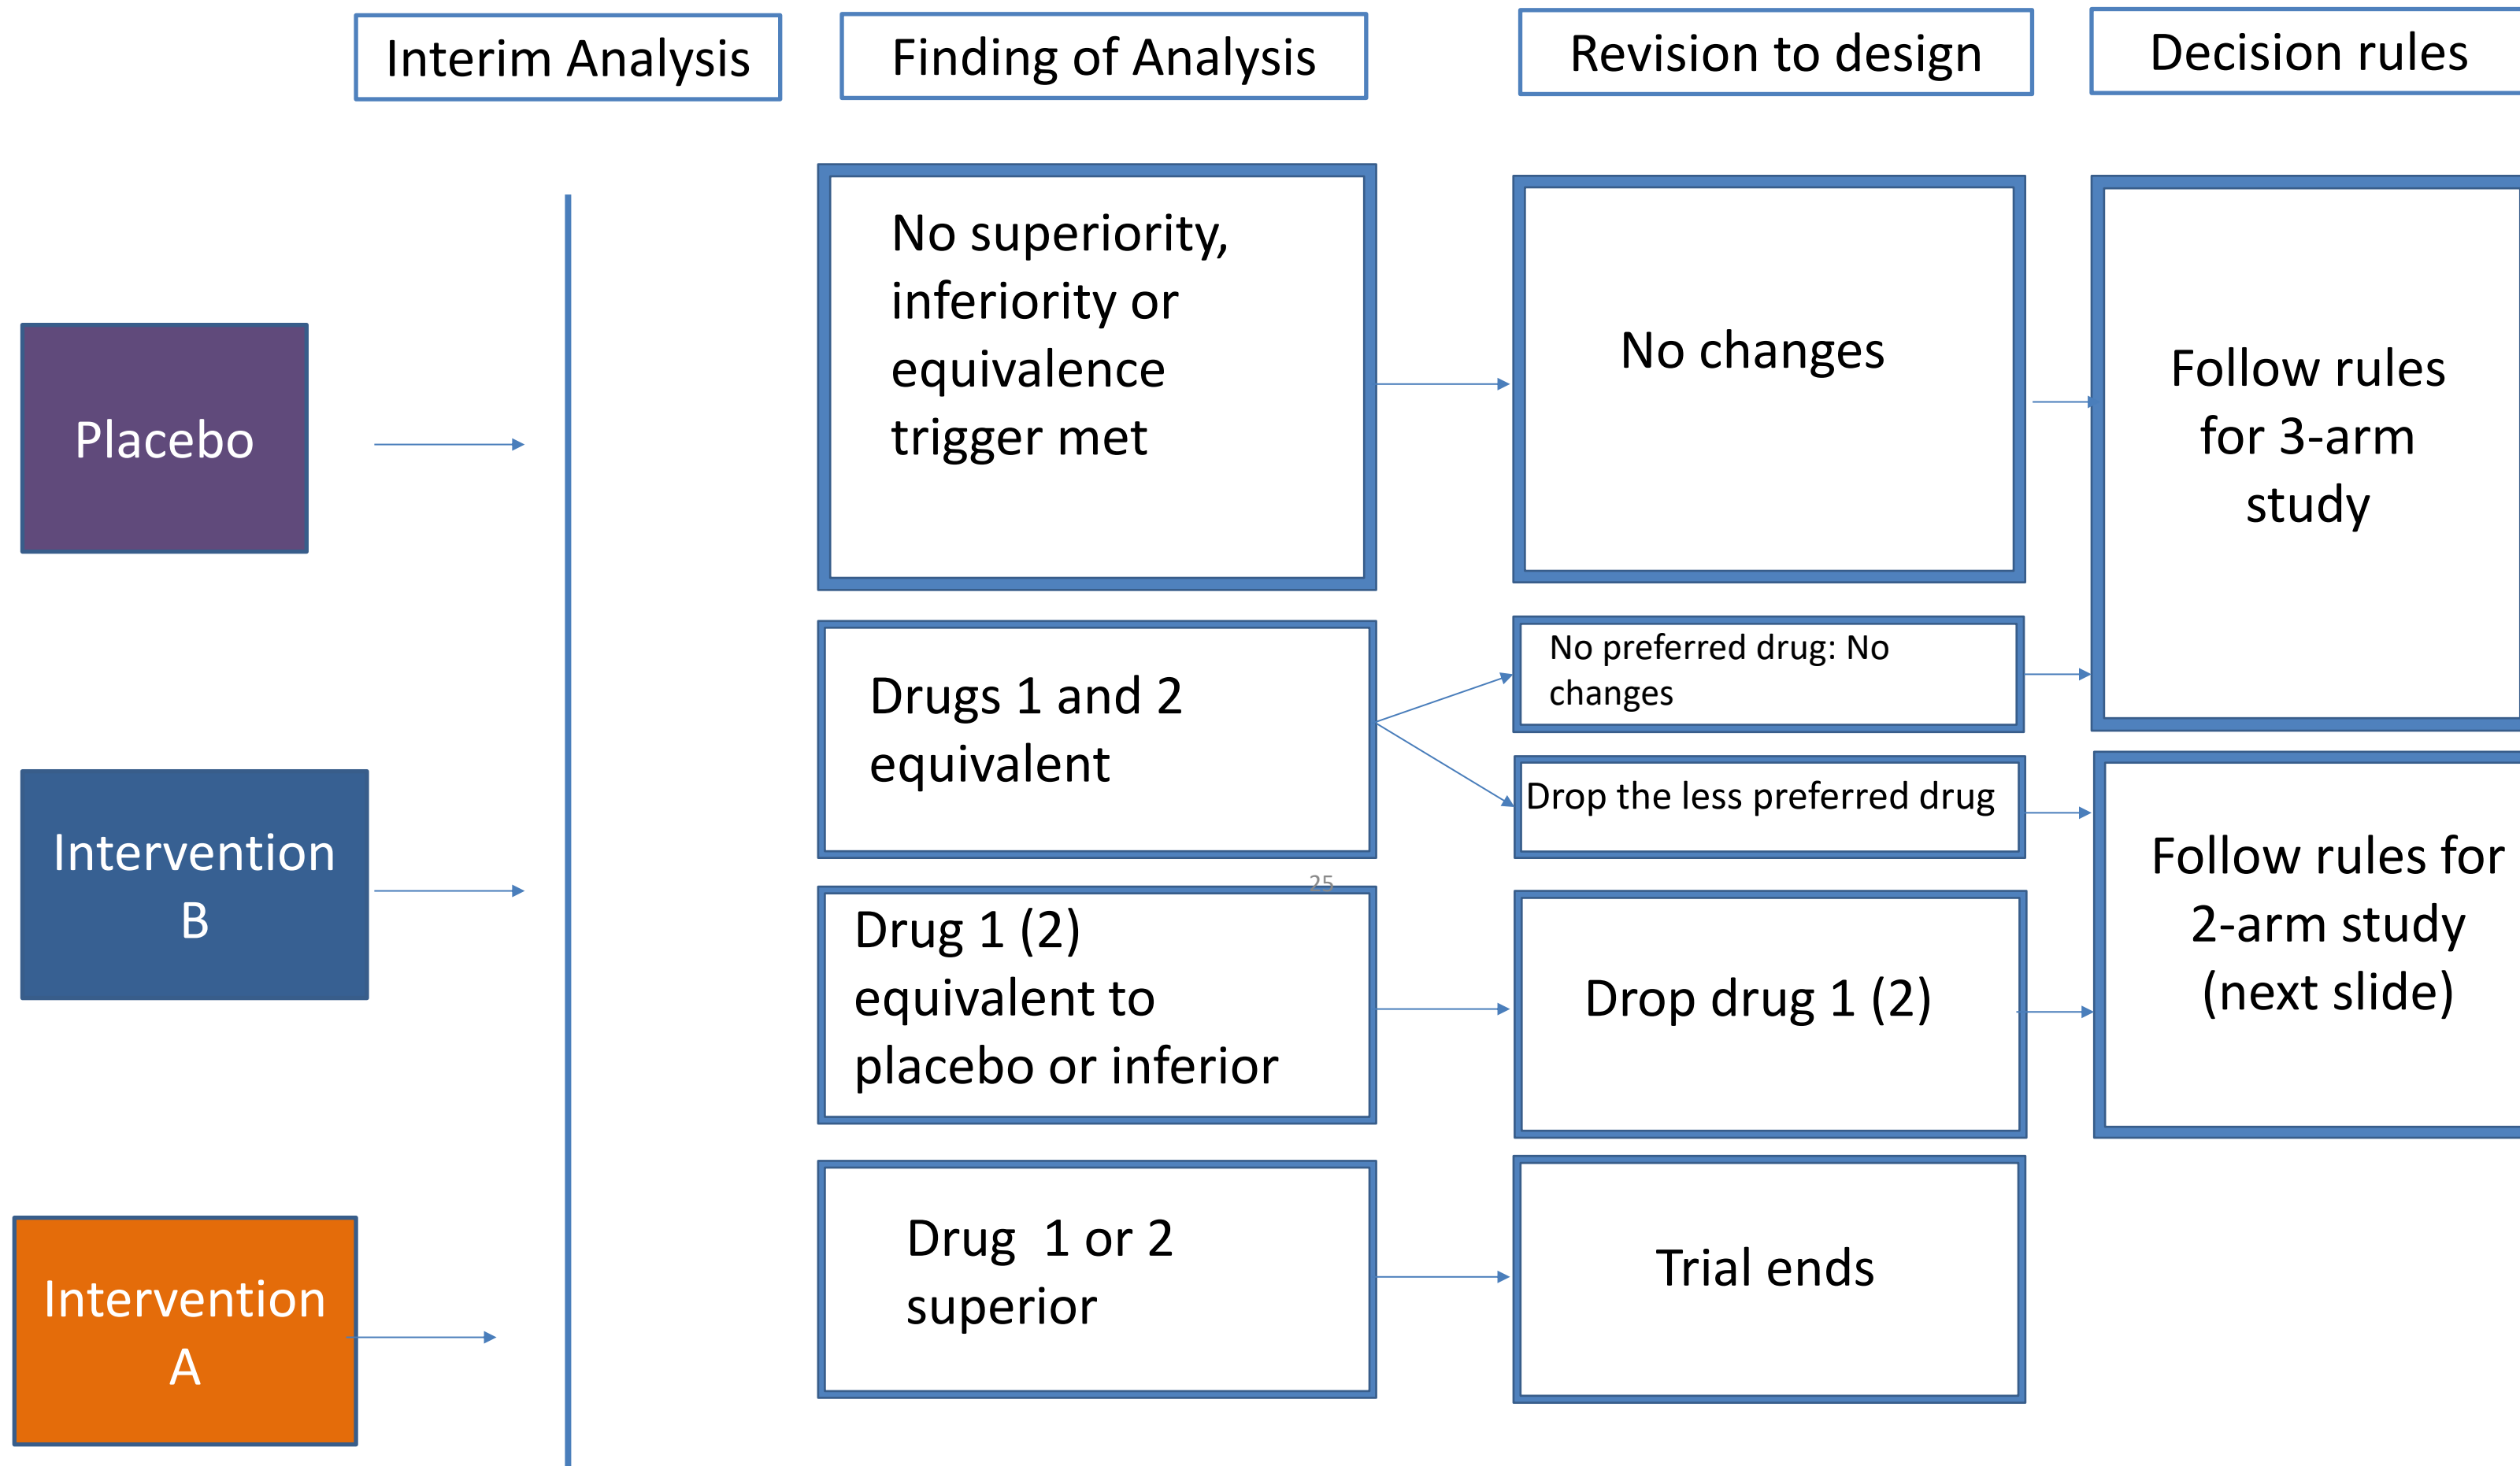 Interim Analysis
Finding of Analysis
Revision to design
Decision rules
Placebo
Intervention
B
Intervention
A
No superiority,
inferiority or
equivalence
trigger met
No changes
Follow rules
for 3-arm
study
Drugs 1 and 2
equivalent
No preferred drug: No
changes
Drop the less preferred drug
Follow rules for
2-arm study
(next slide)
25
Drug 1 (2)
equivalent to
placebo or inferior
Drop drug 1 (2)
Drug  1 or 2
superior
Trial ends